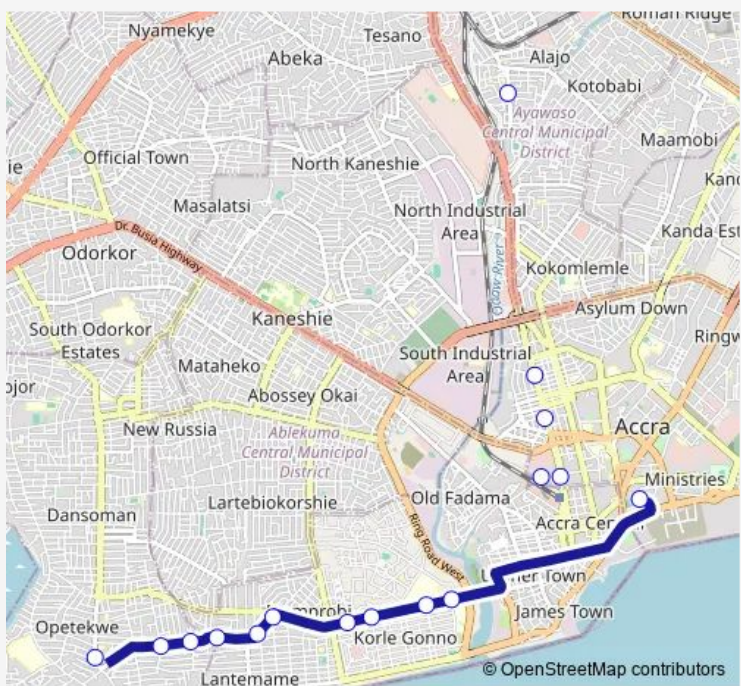 Roman Ridge
Nyamekye
Tesano
Abeka
Alajo
Kotobabi
Ayawaso
Central Municipal
District
Maamobi
Official Town
North Kaneshie
ie
Masalatsi
Kand
North Industrial
Area
Kanda Est
Dr. Busia Highway
Odorkor
Odaw River
Kokomlemle
Asylum Down
Kaneshie
South Odorkor
Estates
South Industrial
Area
Ringw
Mataheko
ojor
Abossey Okai
New Russia
Accra
Ablekuma
Central Municipal
District
Ministries
Lartebiokorshie
Old Fadama
Dansoman
Accra Cen
Ring Road West
er Town
James Town
Opetekwe
mprobi
Korle Gonno
Lantemame
© OpenStreetMap contributors